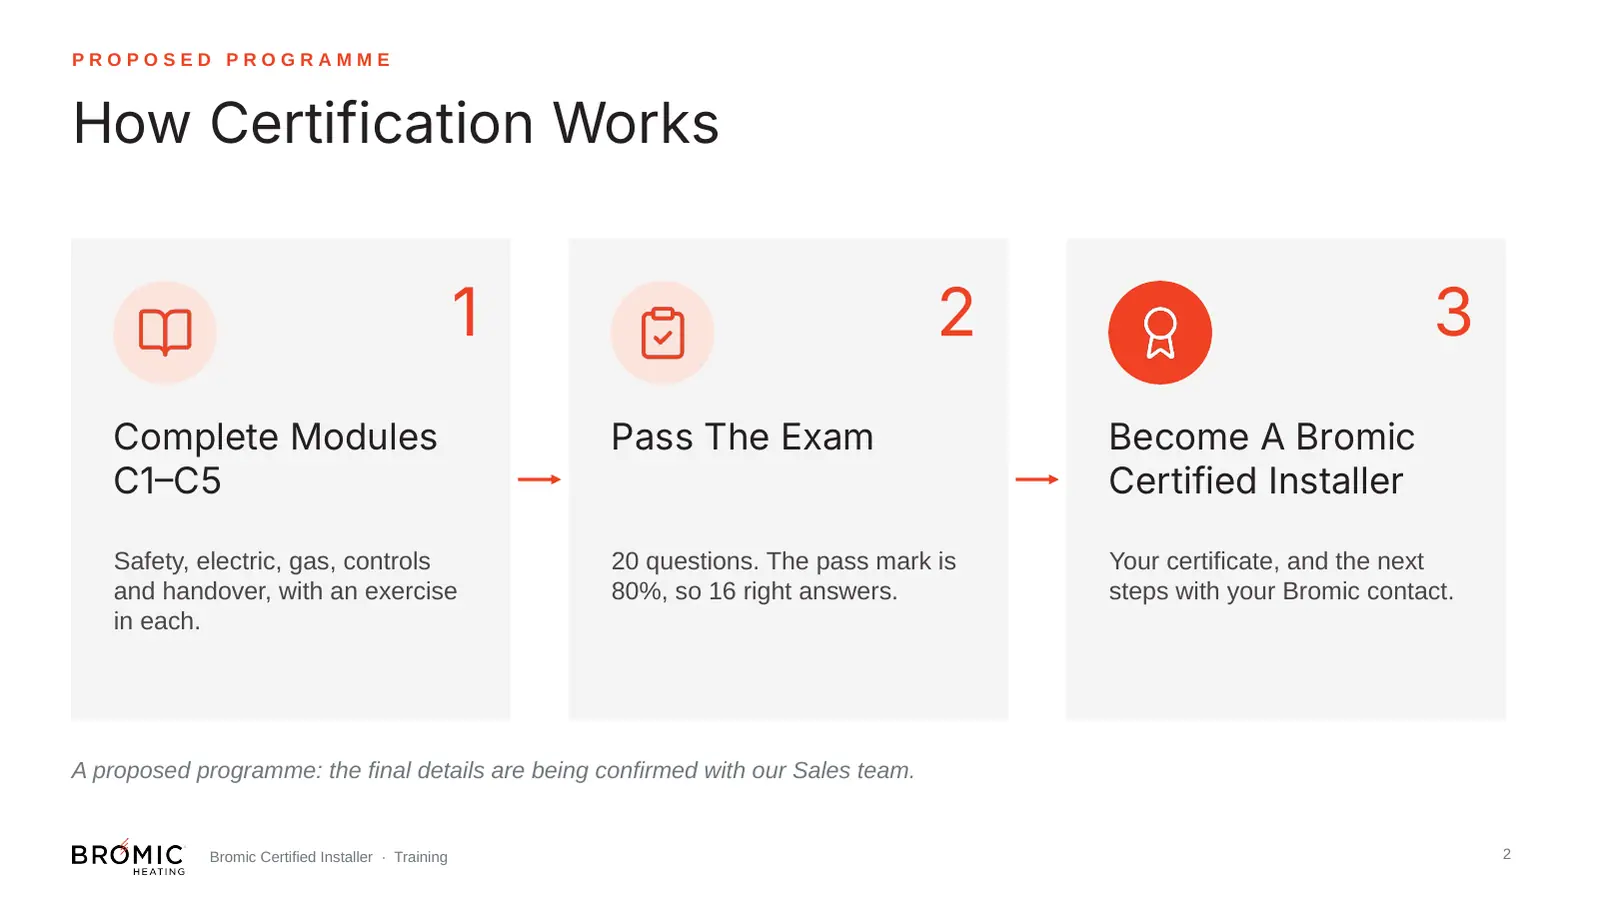 PROPOSED PROGRAMME
How Certification Works
1
Complete Modules
C1–C5
Safety, electric, gas, controls
and handover, with an exercise
in each.
2
Pass The Exam
20 questions. The pass mark is
80%, so 16 right answers.
3
Become A Bromic
Certified Installer
Your certificate, and the next
steps with your Bromic contact.
A proposed programme: the final details are being confirmed with our Sales team.
BROMIC
HEATING
Bromic Certified Installer · Training
2